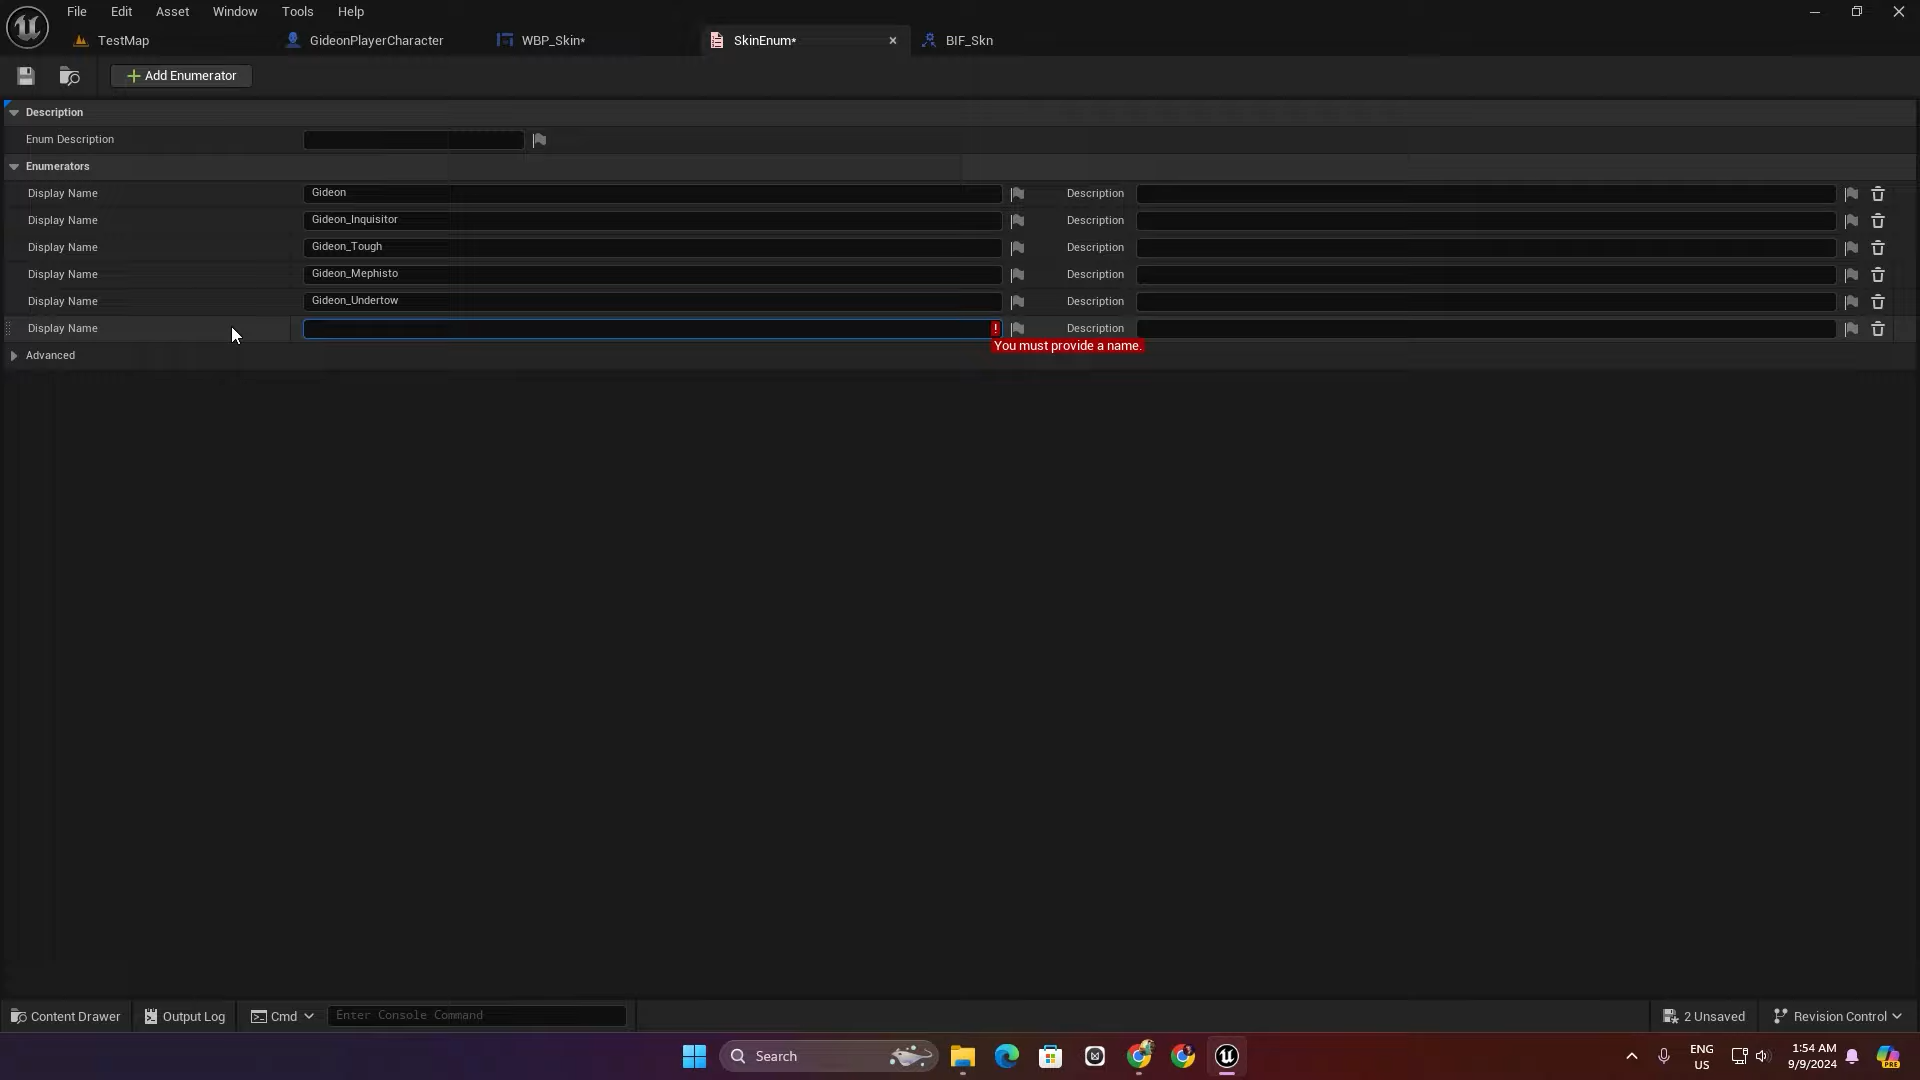 File Edit Asset Window Tools Help
TestMap GideonPlayerCharacter WBP_Skin* SkinEnum* BIF_Skn
Add Enumerator
Description
Enum Description
Enumerators
Display Name Gideon Description
Display Name Gideon_Inquisitor Description
Display Name Gideon_Tough Description
Display Name Gideon_Mephisto Description
Display Name Gideon_Undertow Description
Display Name ! Description
You must provide a name.
Advanced
Content Drawer Output Log Cmd Enter Console Command 2 Unsaved Revision Control
Search ENG 1:54 AM
US 9/9/2024 PRE